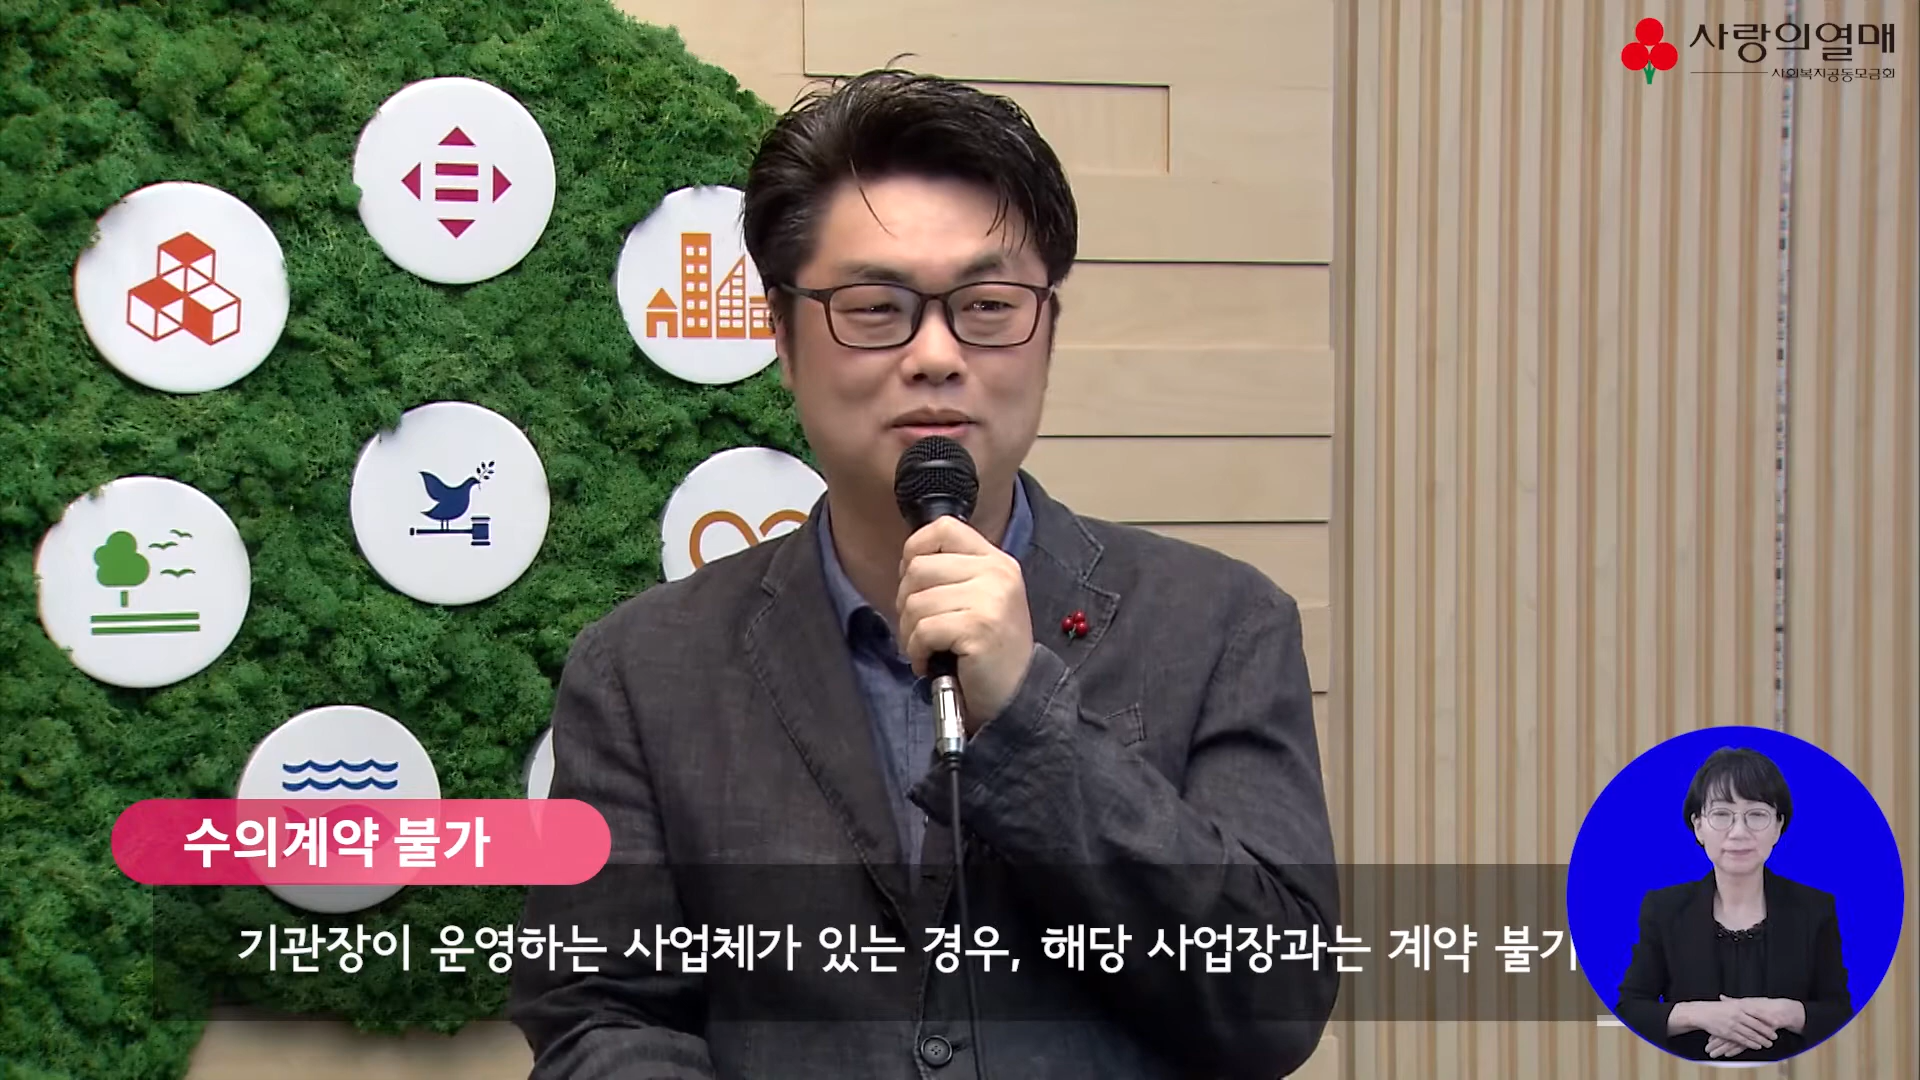 사랑의열매
사회복지공동모금회
수의계약 불가
기관장이 운영하는 사업체가 있는 경우, 해당 사업장과는 계약 불가